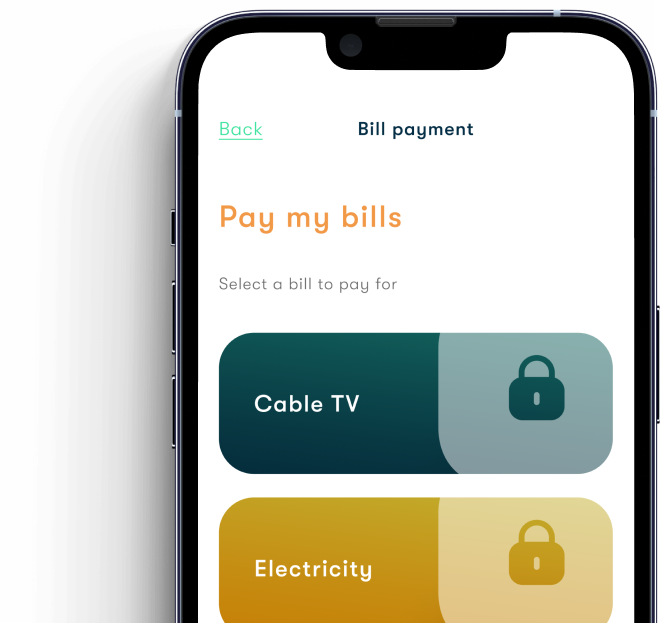 Back
Bill payment
Pay my bills
Select a bill to pay for
Cable TV
Electricity